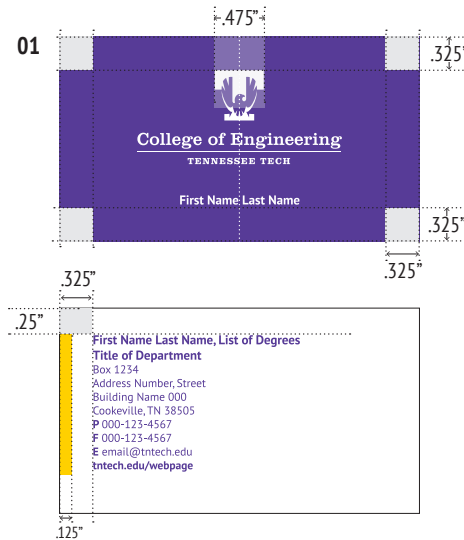 .475”
01
.325”
College of Engineering
TENNESSEE TECH
First Name Last Name
.325”
.325”
.325”
.25”
First Name Last Name, List of Degrees
Title of Department
Box 1234
Address Number, Street
Building Name 000
Cookeville, TN 38505
P 000-123-4567
F 000-123-4567
E email@tntech.edu
tntech.edu/webpage
.125”